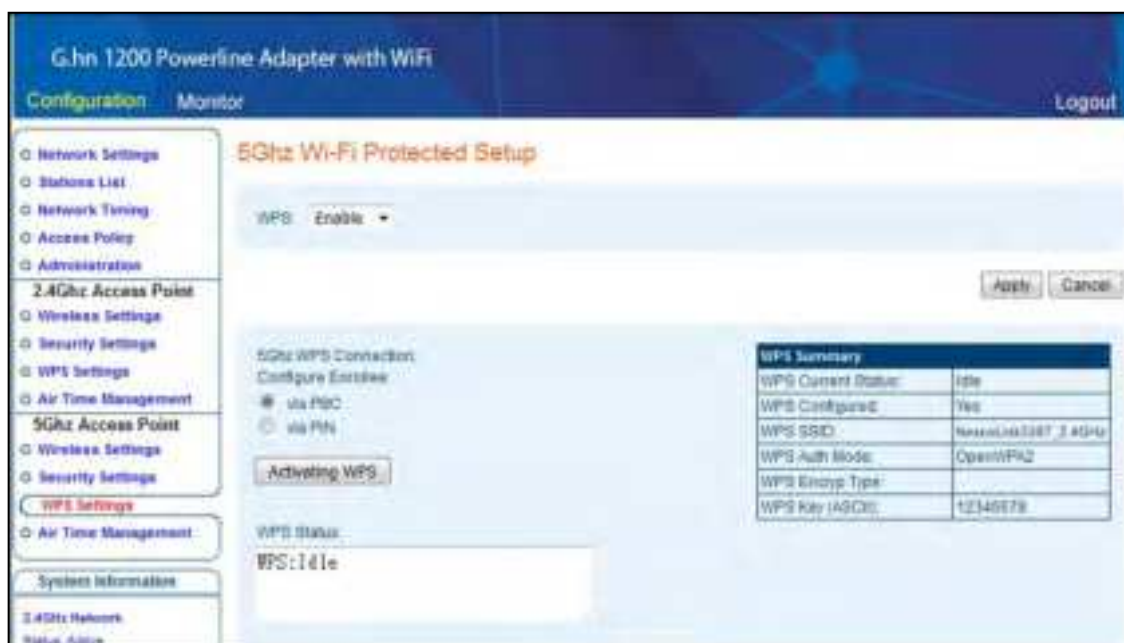 G.hn 1200 Powerline Adapter with WiFi
Configuration Monitor Logout
Network Settings
Stations List
Network Timing
Access Policy
Administration
2.4Ghz Access Point
Wireless Settings
Security Settings
WPS Settings
Air Time Management
5Ghz Access Point
Wireless Settings
Security Settings
WPS Settings
Air Time Management
System Information
2.4GHz Network
5Ghz Wi-Fi Protected Setup
WPS: Enable
Apply Cancel
5Ghz WPS Connection
Configure Enrollee
via PBC
via PIN
Activating WPS
WPS Status
WPS:Idle
WPS Summary
WPS Current Status: Idle
WPS Configured: Yes
WPS SSID:
WPS Auth Mode: OpenWPA2
WPS Encryp Type:
WPS Key (ASCII):